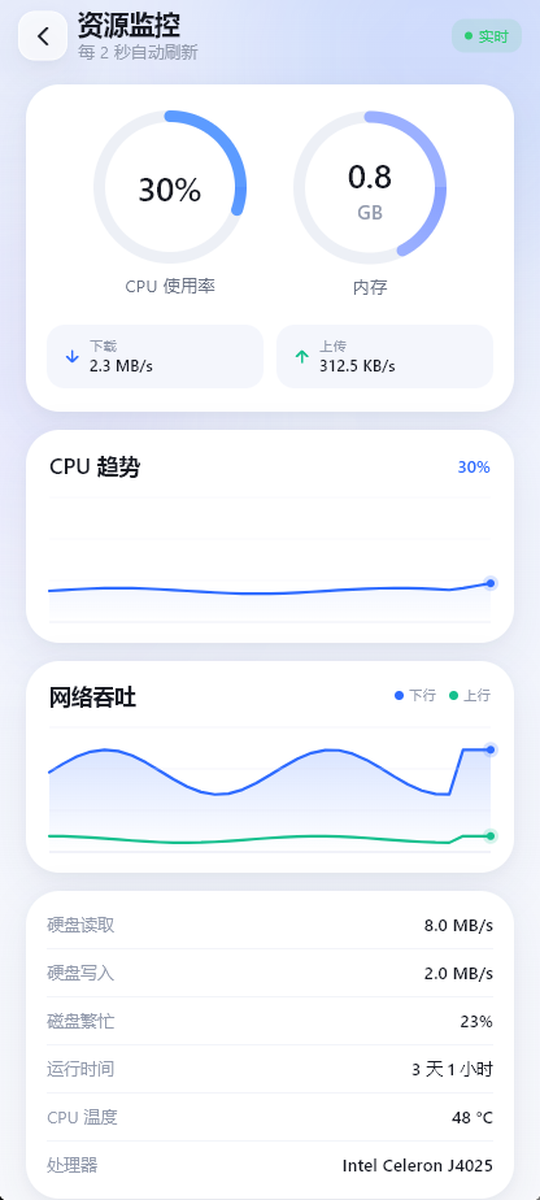 资源监控
每 2 秒自动刷新
实时
30%
CPU 使用率
0.8
GB
内存
下载
2.3 MB/s
上传
312.5 KB/s
CPU 趋势
30%
网络吞吐
下行
上行
硬盘读取
8.0 MB/s
硬盘写入
2.0 MB/s
磁盘繁忙
23%
运行时间
3 天 1 小时
CPU 温度
48 °C
处理器
Intel Celeron J4025